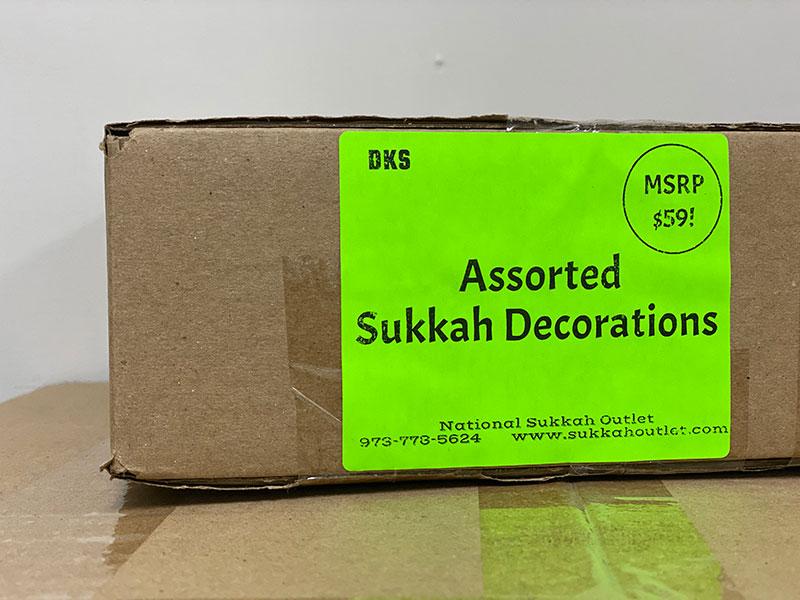 DKS
MSRP
$59!
Assorted
Sukkah Decorations
National Sukkah Outlet
973-773-5624 www.sukkahoutlet.com